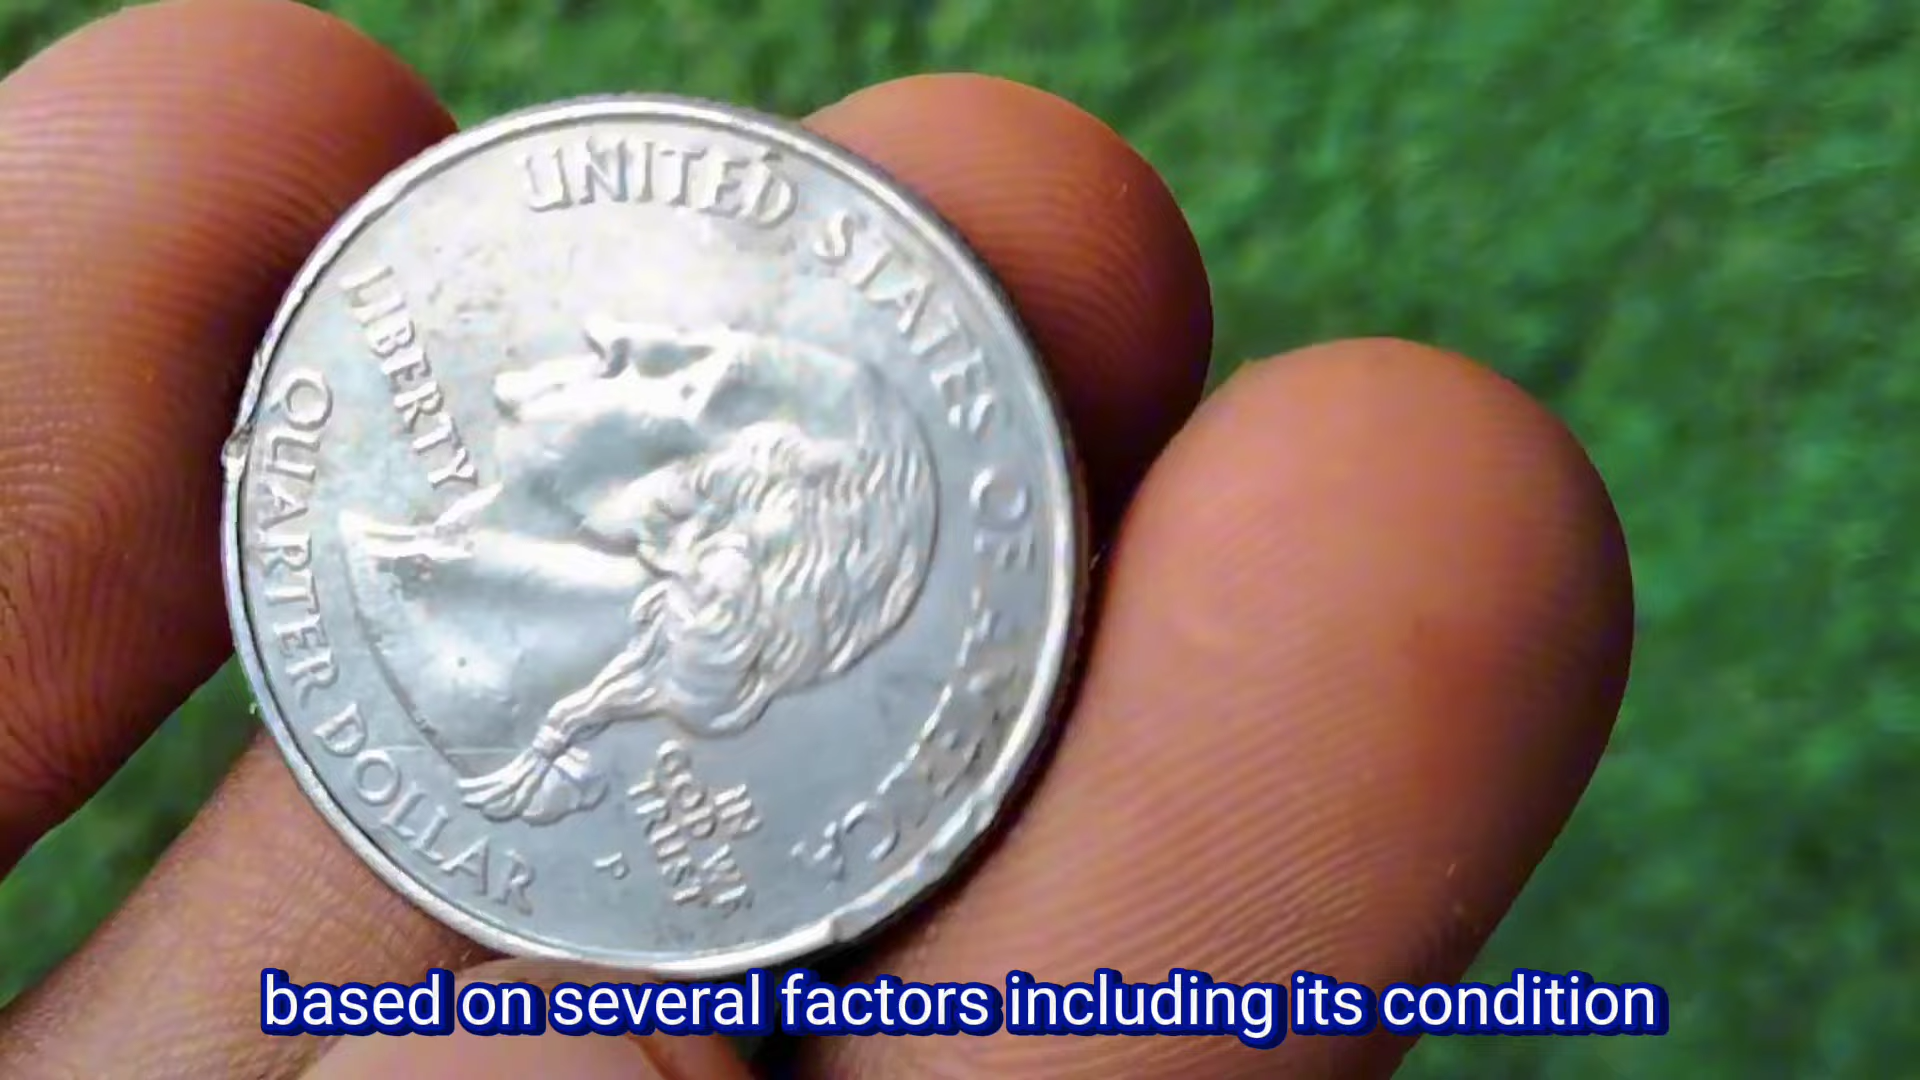 UNITED STATES OF AMERICA
LIBERTY
QUARTER DOLLAR
IN
GOD WE
TRUST
P
based on several factors including its condition